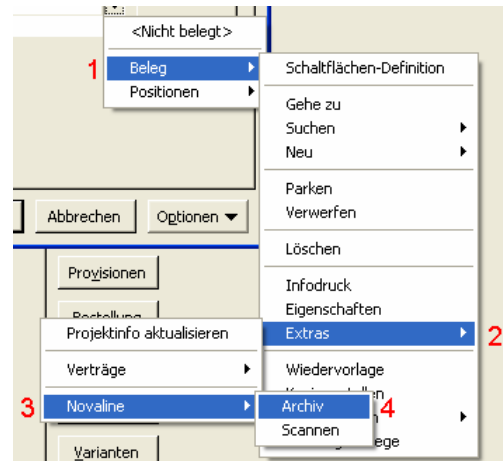 <Nicht belegt>
1
Beleg
Positionen
Schaltflächen-Definition
Gehe zu
Suchen
Neu
Parken
Verwerfen
Löschen
Infodruck
Eigenschaften
Extras
2
Wiedervorlage
Abbrechen
Optionen
Provisionen
Bestellung
Projektinfo aktualisieren
Verträge
3
Novaline
Archiv
4
Scannen
Varianten